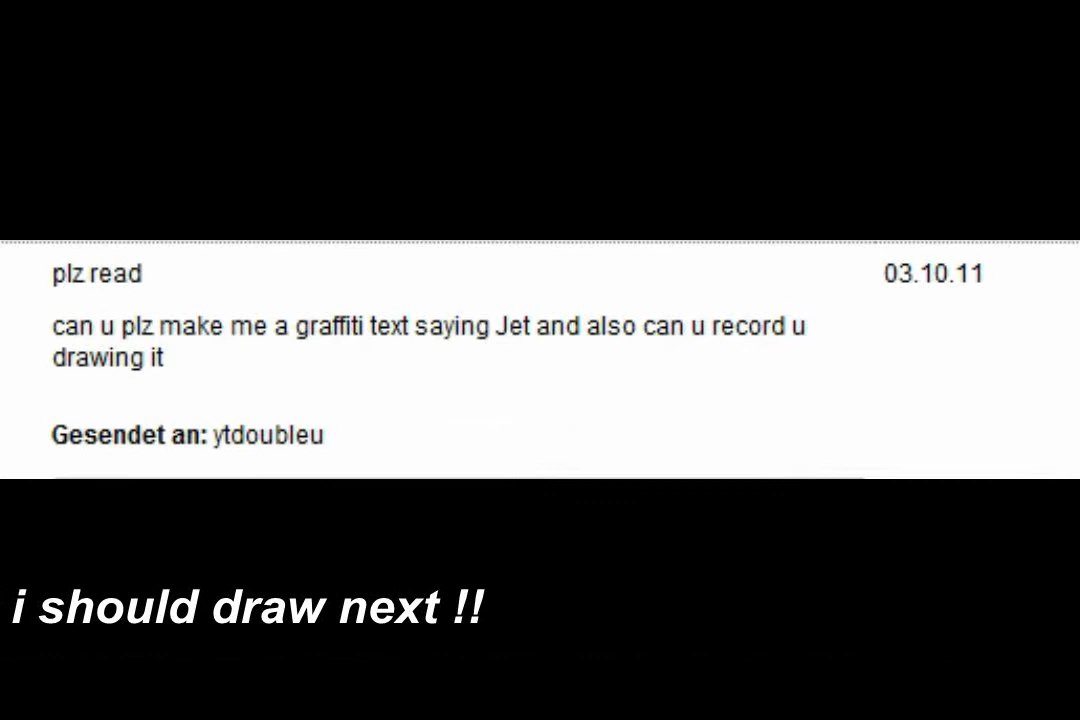 plz read 03.10.11
can u plz make me a graffiti text saying Jet and also can u record u
drawing it
Gesendet an: ytdoubleu
i should draw next !!